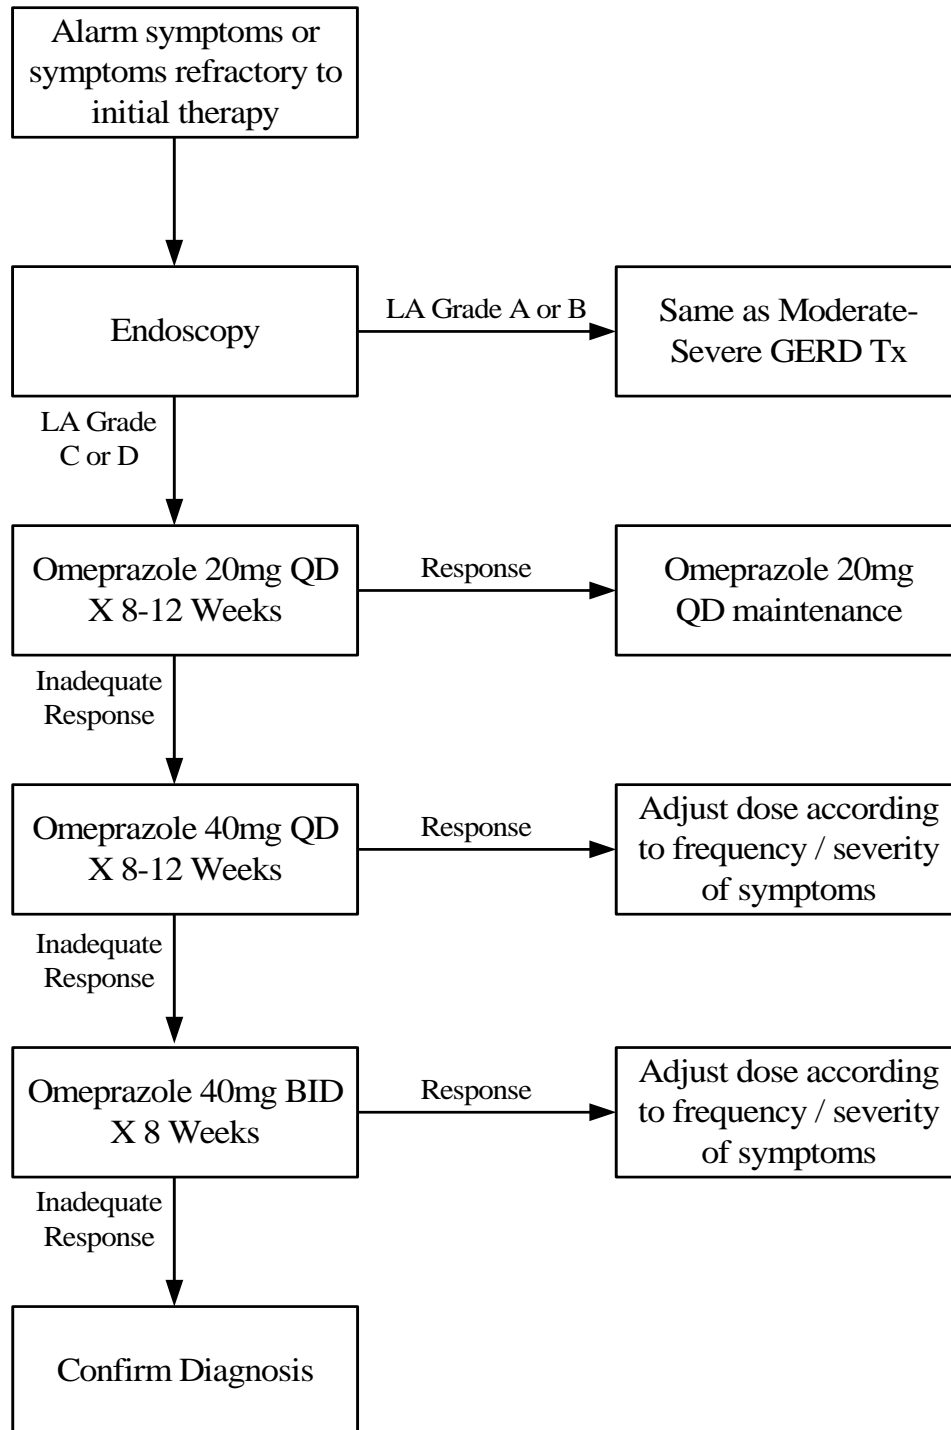 Alarm symptoms or
symptoms refractory to
initial therapy
Endoscopy
LA Grade A or B
Same as Moderate-
Severe GERD Tx
LA Grade
C or D
Omeprazole 20mg QD
X 8-12 Weeks
Response
Omeprazole 20mg
QD maintenance
Inadequate
Response
Omeprazole 40mg QD
X 8-12 Weeks
Response
Adjust dose according
to frequency / severity
of symptoms
Inadequate
Response
Omeprazole 40mg BID
X 8 Weeks
Response
Adjust dose according
to frequency / severity
of symptoms
Inadequate
Response
Confirm Diagnosis